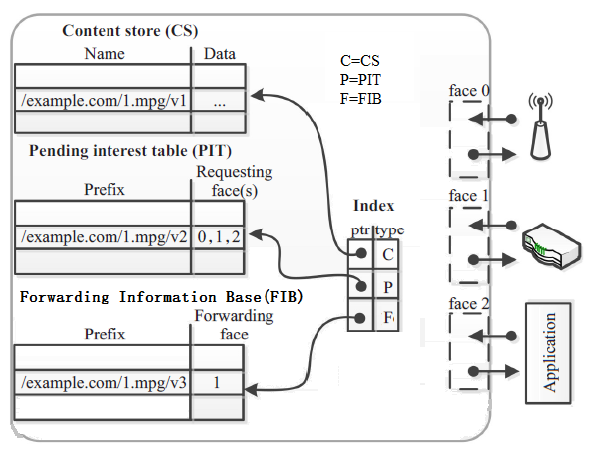 Content store (CS)
Name Data
/example.com/1.mpg/v1 ...
Pending interest table (PIT)
Prefix Requesting face(s)
/example.com/1.mpg/v2 0,1,2
Forwarding Information Base(FIB)
Prefix Forwarding face
/example.com/1.mpg/v3 1
C=CS
P=PIT
F=FIB
Index
ptr type
C
P
F
face 0
face 1
face 2
Application